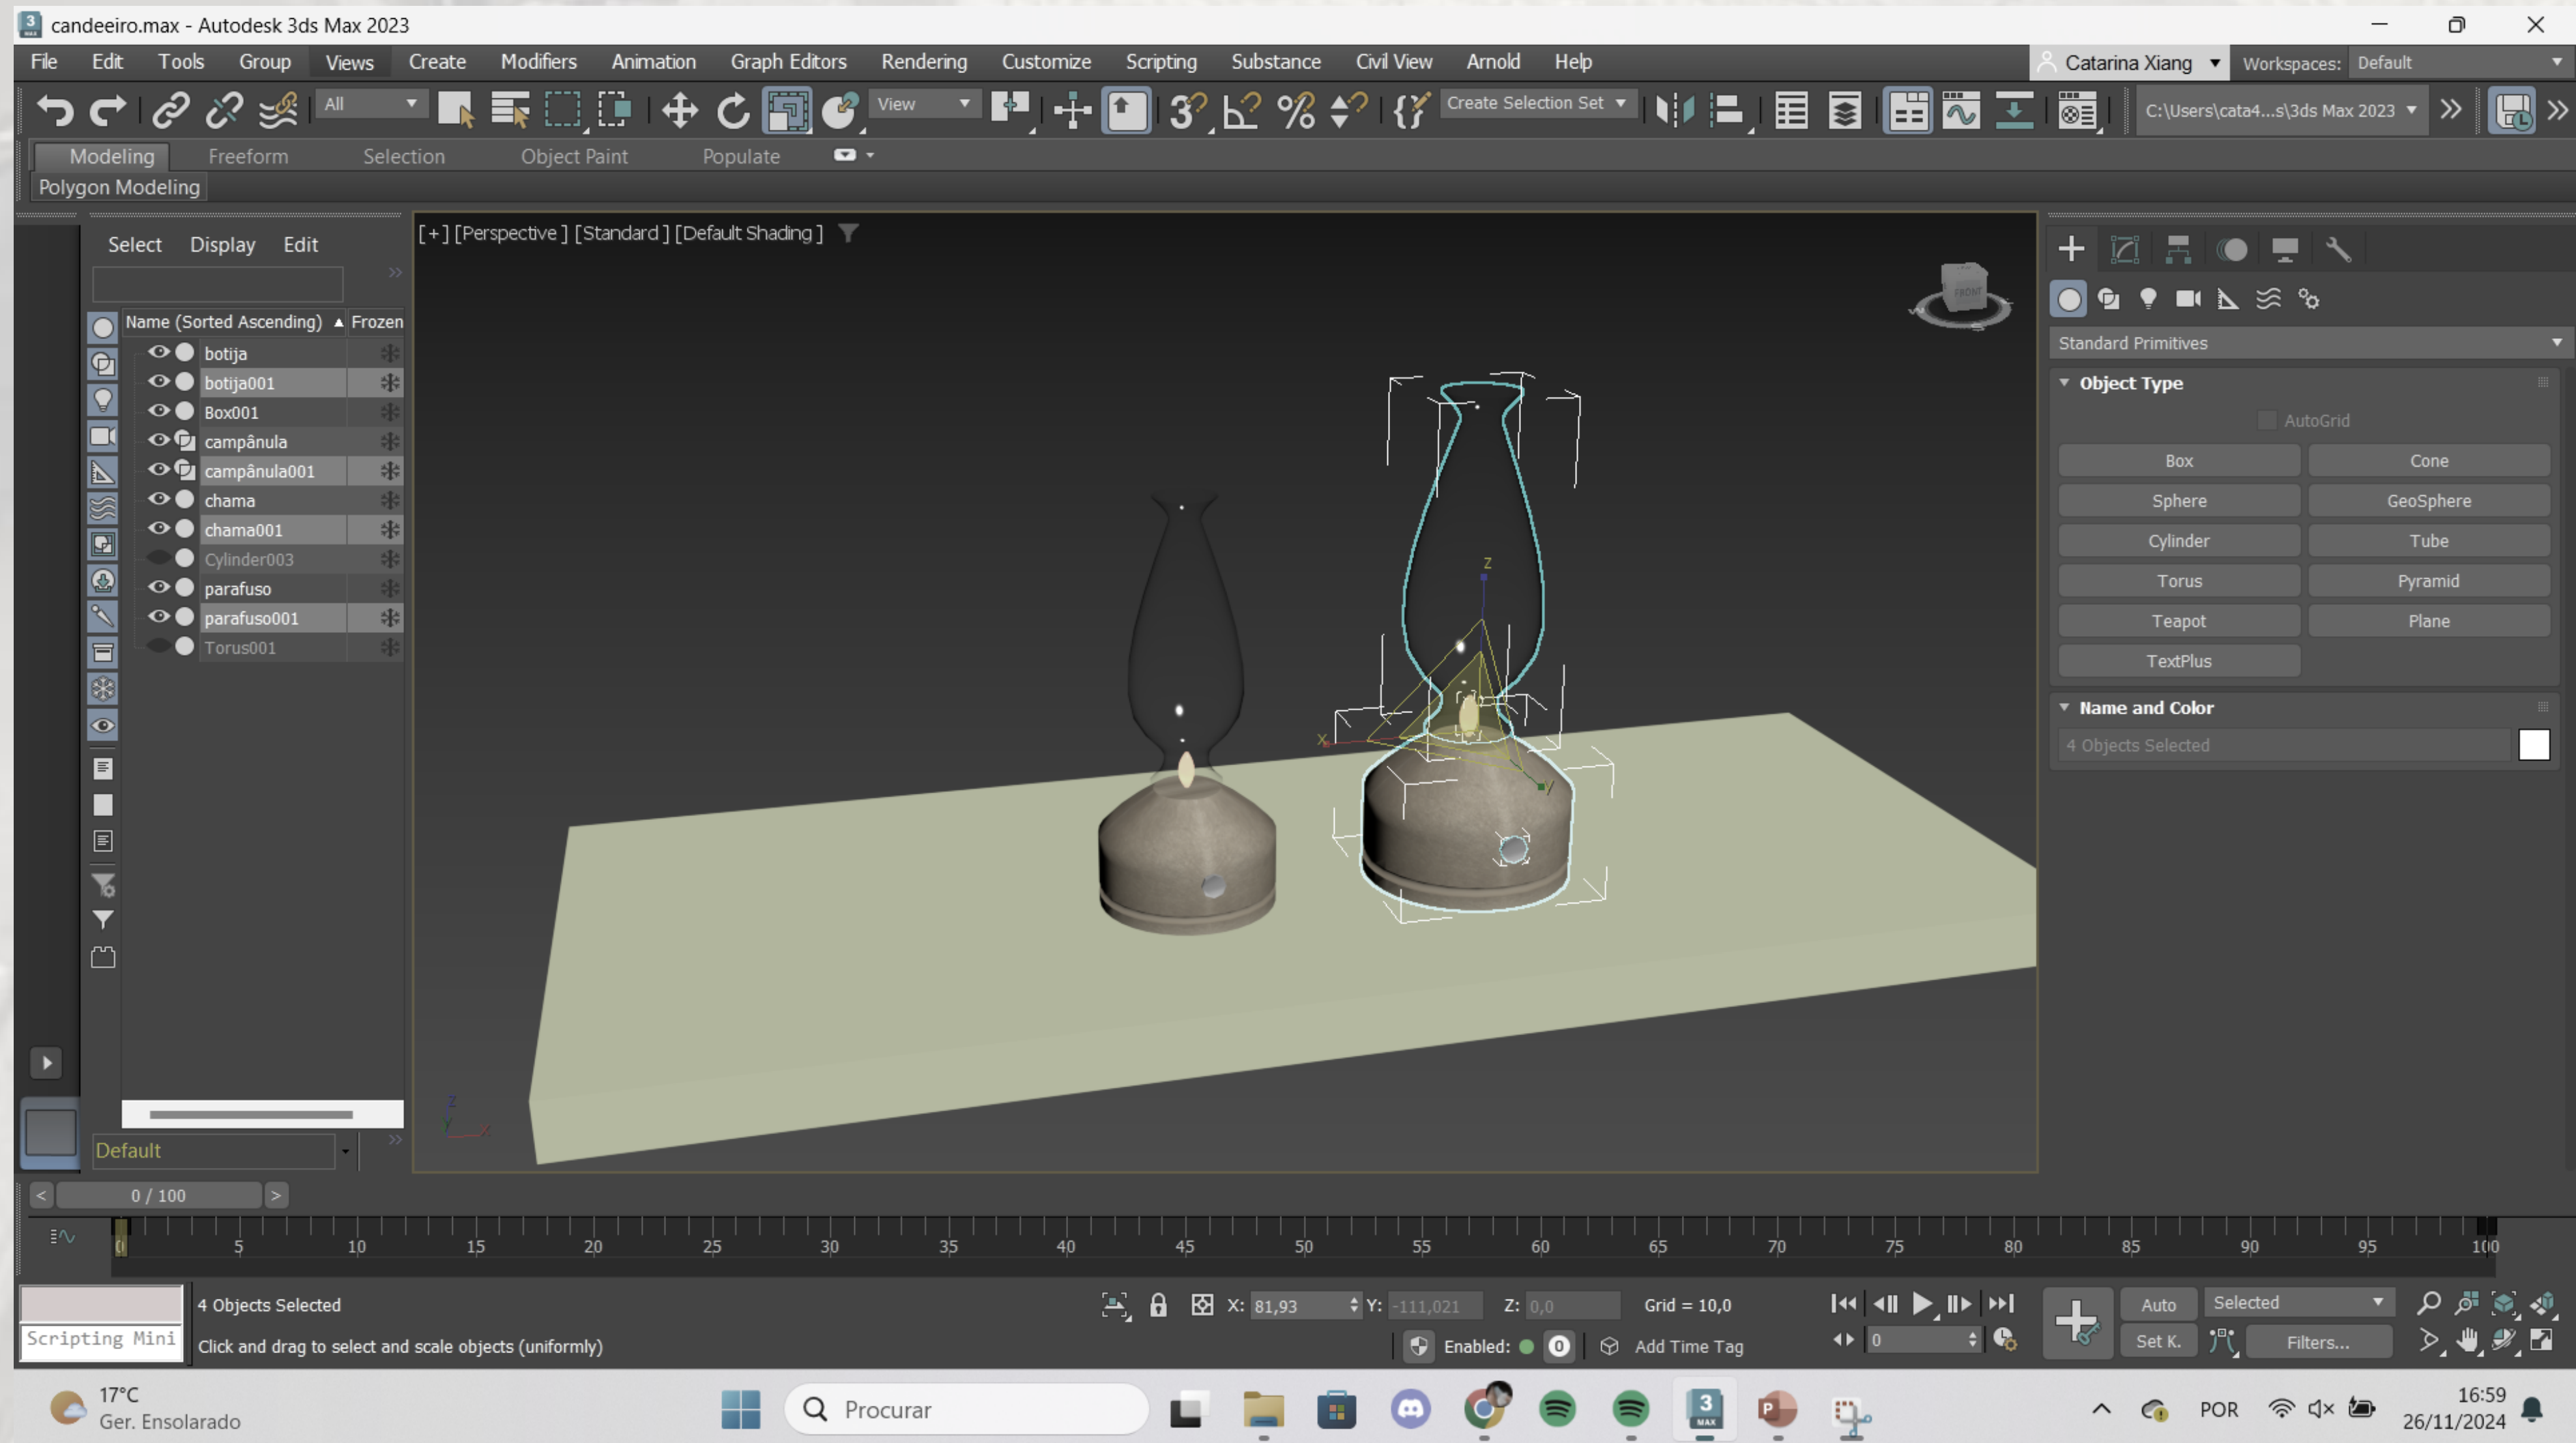 candeeiro.max - Autodesk 3ds Max 2023
File Edit Tools Group Views Create Modifiers Animation Graph Editors Rendering Customize Scripting Substance Civil View Arnold Help Catarina Xiang Workspaces: Default
All View Create Selection Set C:\Users\cata4...s\3ds Max 2023
Modeling Freeform Selection Object Paint Populate
Polygon Modeling
Select Display Edit
Name (Sorted Ascending) Frozen
botija
botija001
Box001
campânula
campânula001
chama
chama001
Cylinder003
parafuso
parafuso001
Torus001
Default
[+] [Perspective] [Standard] [Default Shading]
FRONT
z
x
y
z
y
x
Standard Primitives
Object Type
AutoGrid
Box Cone
Sphere GeoSphere
Cylinder Tube
Torus Pyramid
Teapot Plane
TextPlus
Name and Color
4 Objects Selected
< 0 / 100 >
0 5 10 15 20 25 30 35 40 45 50 55 60 65 70 75 80 85 90 95 100
4 Objects Selected X: 81,93 Y: -111,021 Z: 0,0 Grid = 10,0 Auto Selected
Scripting Mini Click and drag to select and scale objects (uniformly) Enabled: 0 Add Time Tag 0 Set K. Filters...
17°C
Ger. Ensolarado
Procurar
3
MAX
P
POR
16:59
26/11/2024